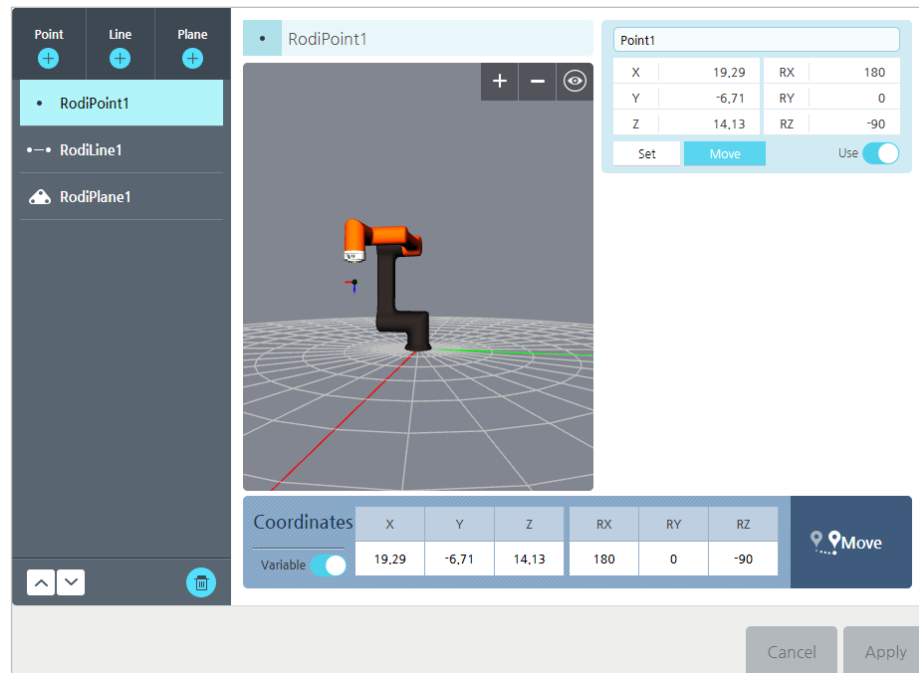 Point Line Plane
RodiPoint1
RodiLine1
RodiPlane1
RodiPoint1
Point1
X 19,29 RX 180
Y -6,71 RY 0
Z 14,13 RZ -90
Set Move Use
Coordinates X Y Z RX RY RZ
Variable 19,29 -6,71 14,13 180 0 -90
Move
Cancel Apply